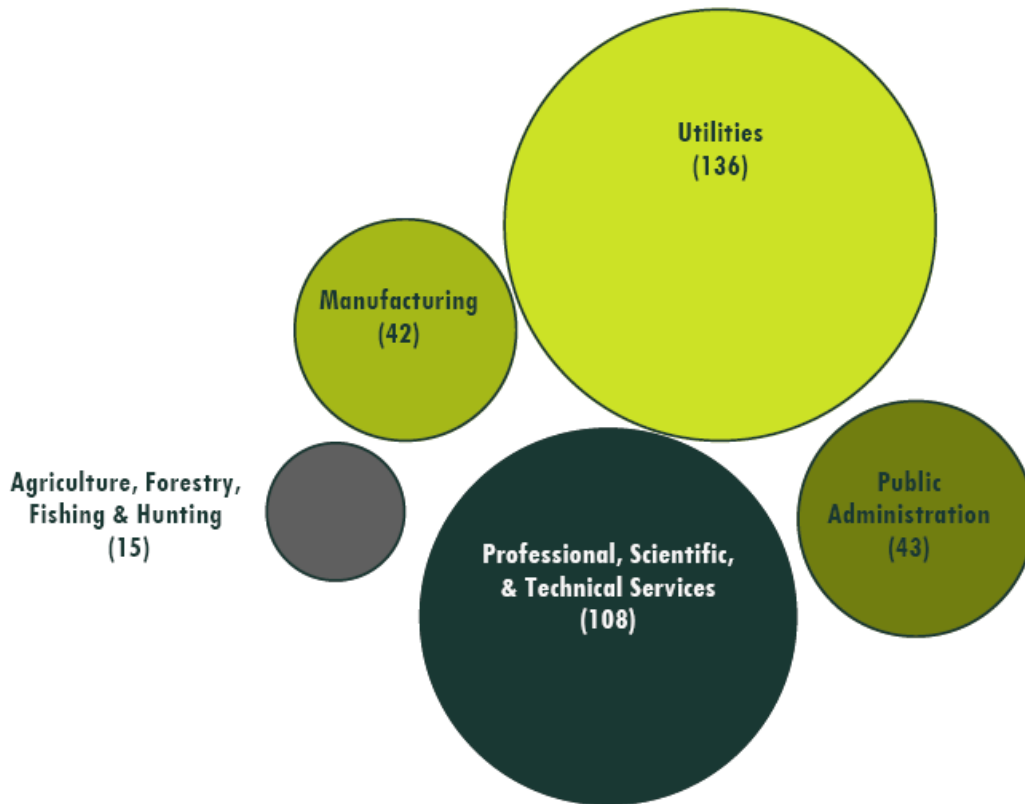 Utilities
(136)
Manufacturing
(42)
Agriculture, Forestry,
Fishing & Hunting
(15)
Professional, Scientific,
& Technical Services
(108)
Public
Administration
(43)